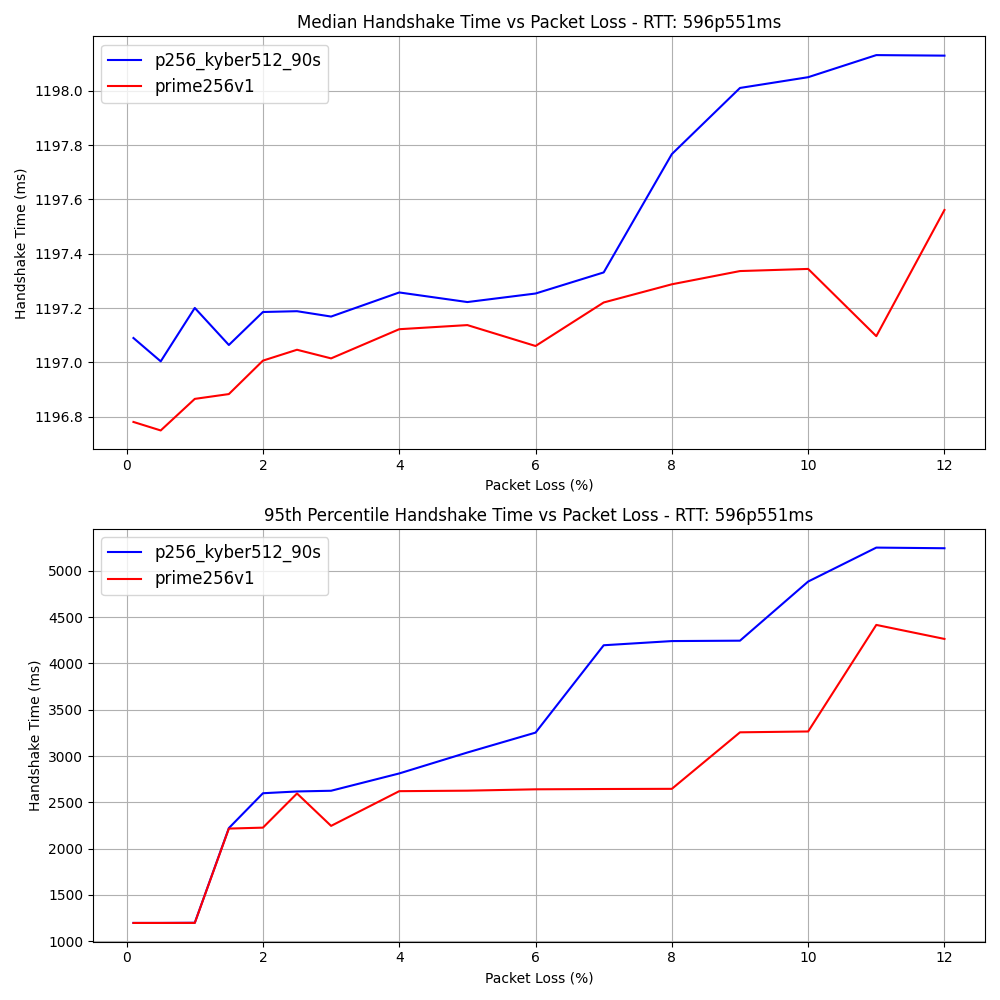 Median Handshake Time vs Packet Loss - RTT: 596p551ms
p256_kyber512_90s
prime256v1
Handshake Time (ms)
1198.0
1197.8
1197.6
1197.4
1197.2
1197.0
1196.8
0 2 4 6 8 10 12
Packet Loss (%)
95th Percentile Handshake Time vs Packet Loss - RTT: 596p551ms
p256_kyber512_90s
prime256v1
Handshake Time (ms)
5000
4500
4000
3500
3000
2500
2000
1500
1000
0 2 4 6 8 10 12
Packet Loss (%)